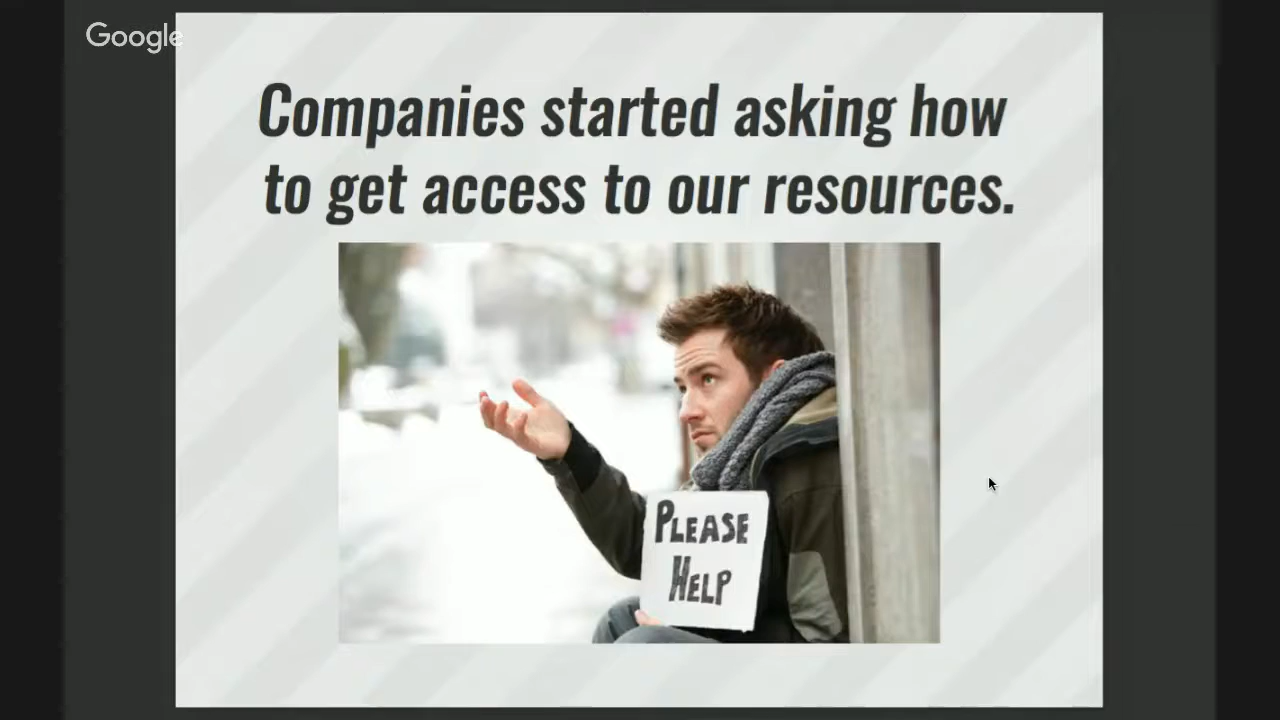 Google
Companies started asking how
to get access to our resources.
PLEASE
HELP